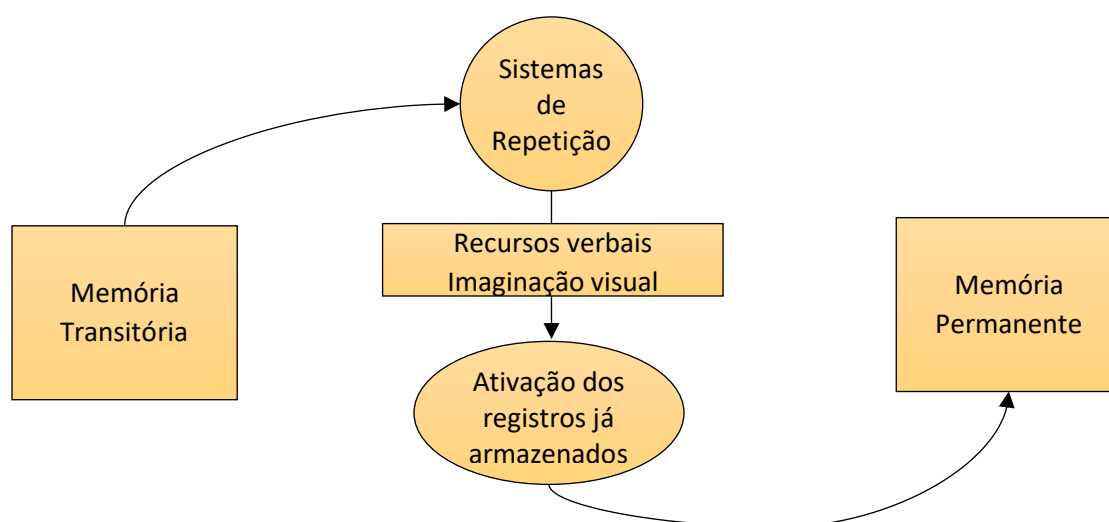 Sistemas
de
Repetição
Recursos verbais
Imaginação visual
Memória
Transitória
Memória
Permanente
Ativação dos
registros já
armazenados